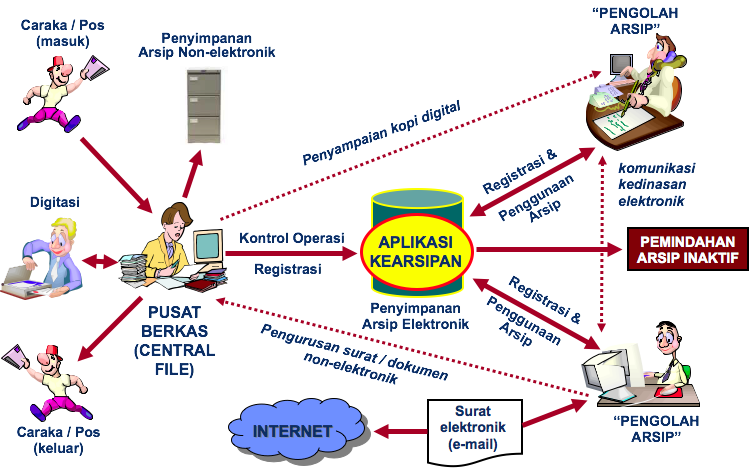 Caraka / Pos
(masuk)
Penyimpanan
Arsip Non-elektronik
“PENGOLAH
ARSIP”
Penyampaian kopi digital
Registrasi &
Penggunaan
Arsip
komunikasi
kedinasan
elektronik
Digitasi
Kontrol Operasi
Registrasi
APLIKASI
KEARSIPAN
PEMINDAHAN
ARSIP INAKTIF
PUSAT
BERKAS
(CENTRAL
FILE)
Penyimpanan
Arsip Elektronik
Registrasi &
Penggunaan
Arsip
Pengurusan surat / dokumen
non-elektronik
Caraka / Pos
(keluar)
INTERNET
Surat
elektronik
(e-mail)
“PENGOLAH
ARSIP”